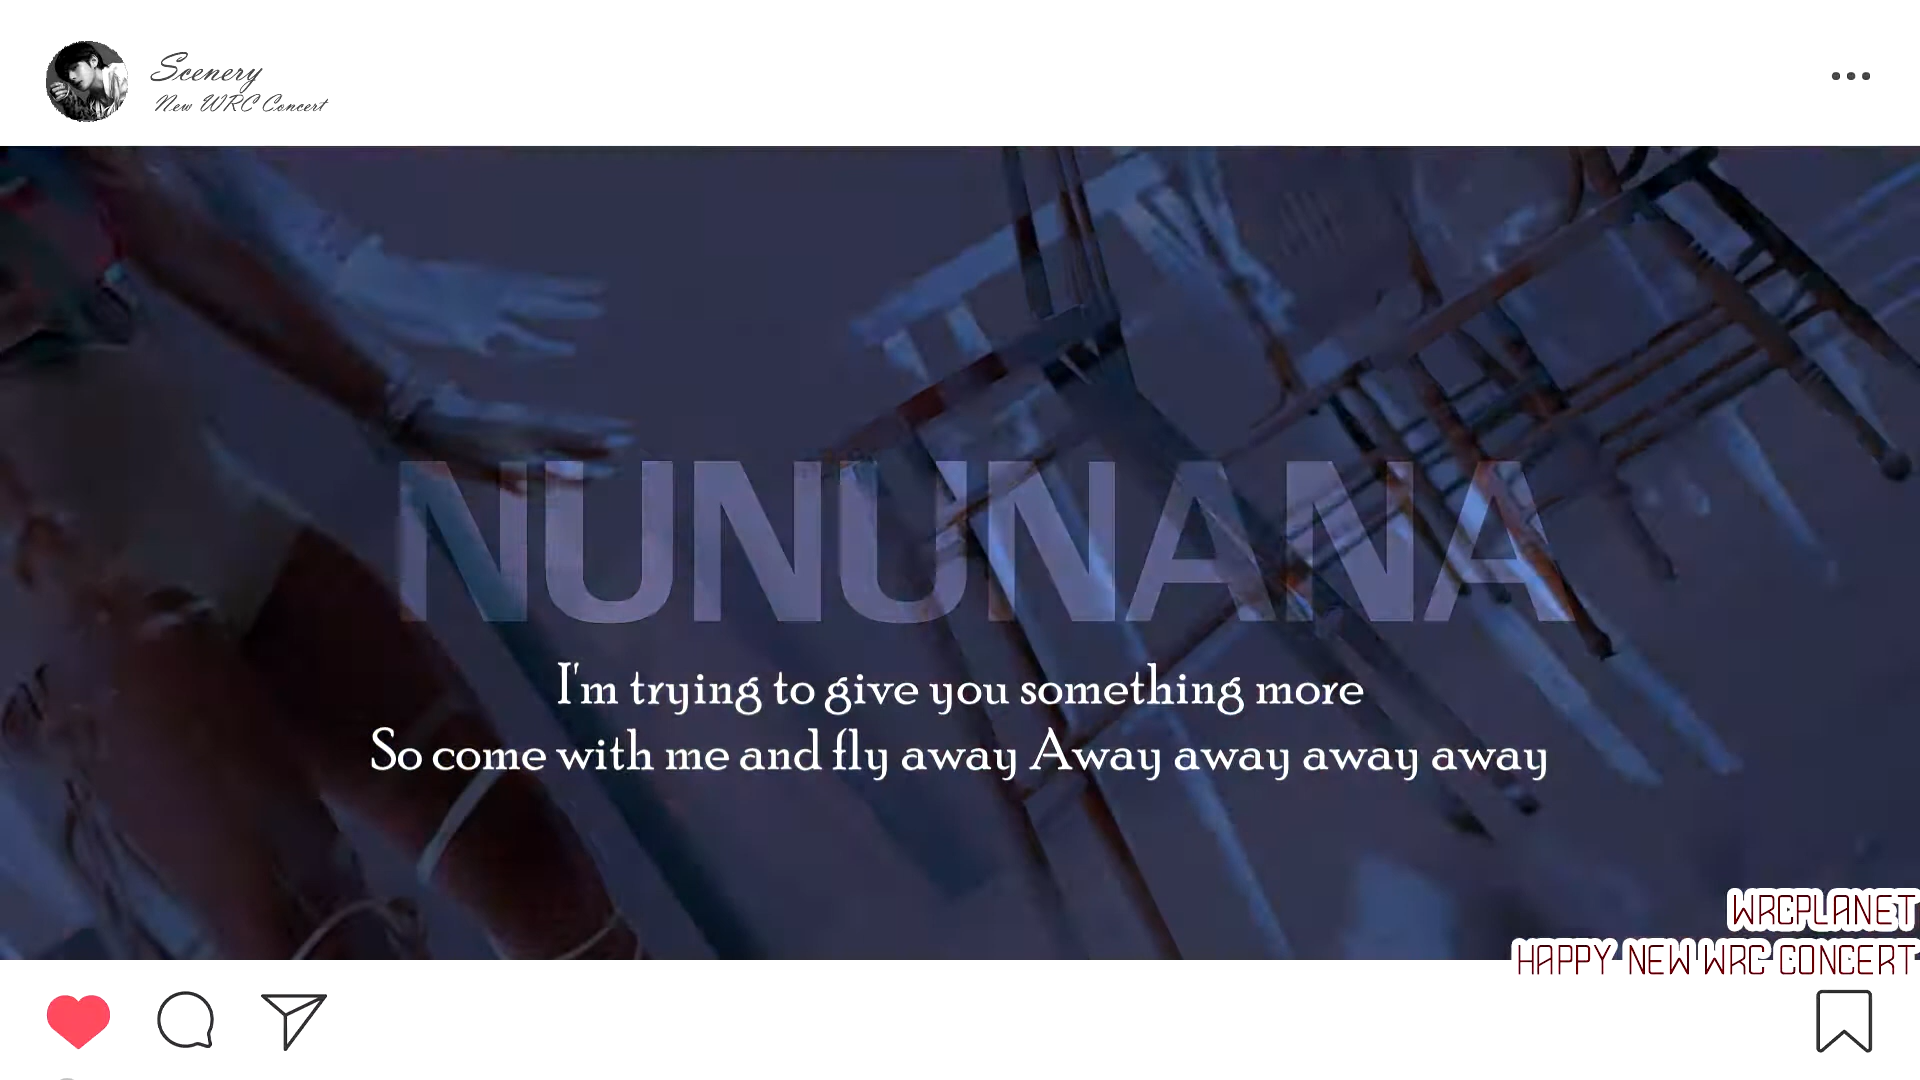 Scenery
New WRC Concert
NUNUNANA
I'm trying to give you something more
So come with me and fly away Away away away away
WRCPLANET
HAPPY NEW WRC CONCERT